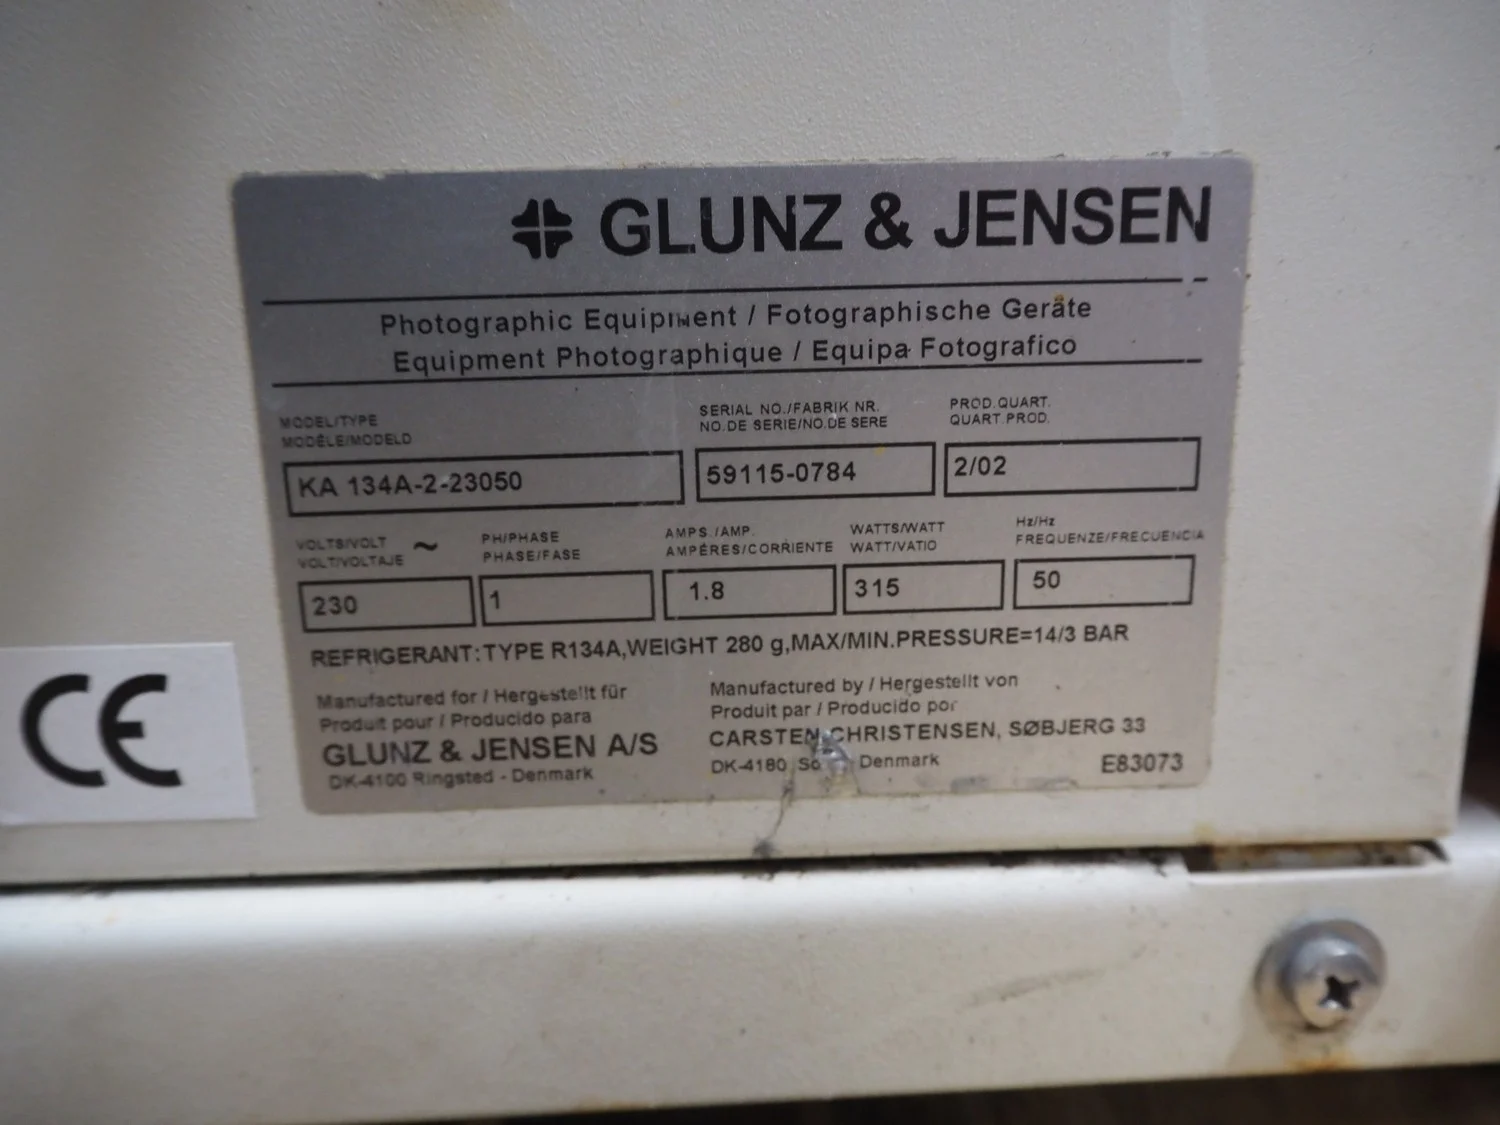 GLUNZ & JENSEN
Photographic Equipment / Fotographische Geräte
Equipment Photographique / Equipa Fotografico
MODEL/TYPE
MODÈLE/MODELD
KA 134A-2-23050
SERIAL NO./FABRIK NR.
NO.DE SERIE/NO.DE SERE
59115-0784
PROD.QUART.
QUART.PROD.
2/02
VOLTS/VOLT ~
VOLT/VOLTAJE
230
PH/PHASE
PHASE/FASE
1
AMPS./AMP.
AMPÉRES/CORRIENTE
1.8
WATTS/WATT
WATT/VATIO
315
Hz/Hz
FREQUENZE/FRECUENCIA
50
REFRIGERANT:TYPE R134A,WEIGHT 280 g,MAX/MIN.PRESSURE=14/3 BAR
Manufactured for / Hergestellt für
Produit pour / Producido para
GLUNZ & JENSEN A/S
DK-4100 Ringsted - Denmark
Manufactured by / Hergestellt von
Produit par / Producido por
CARSTEN CHRISTENSEN, SØBJERG 33
DK-4180 Denmark
E83073
CE